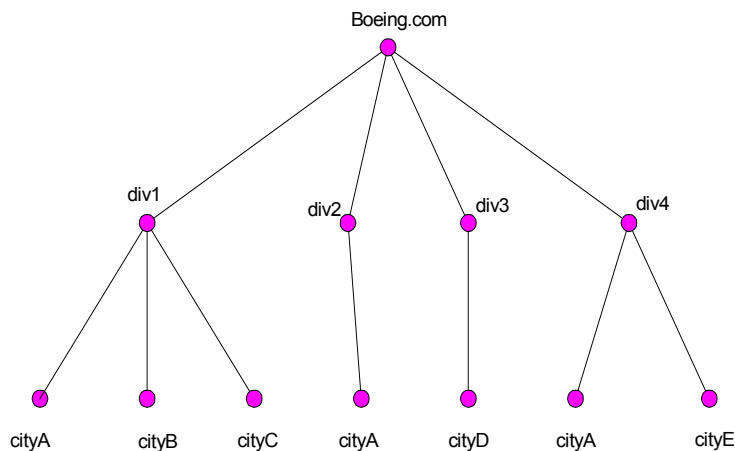 Boeing.com
div1
div2
div3
div4
cityA
cityB
cityC
cityA
cityD
cityA
cityE